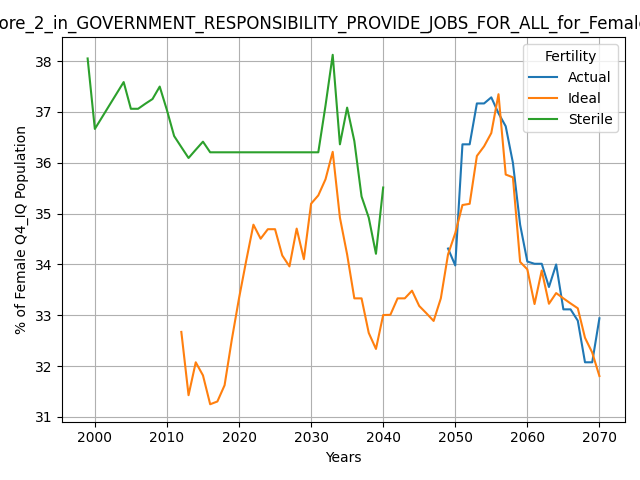 ore_2_in_GOVERNMENT_RESPONSIBILITY_PROVIDE_JOBS_FOR_ALL_for_Female
Fertility
Actual
Ideal
Sterile
% of Female Q4_IQ Population
38
37
36
35
34
33
32
31
2000
2010
2020
2030
2040
2050
2060
2070
Years